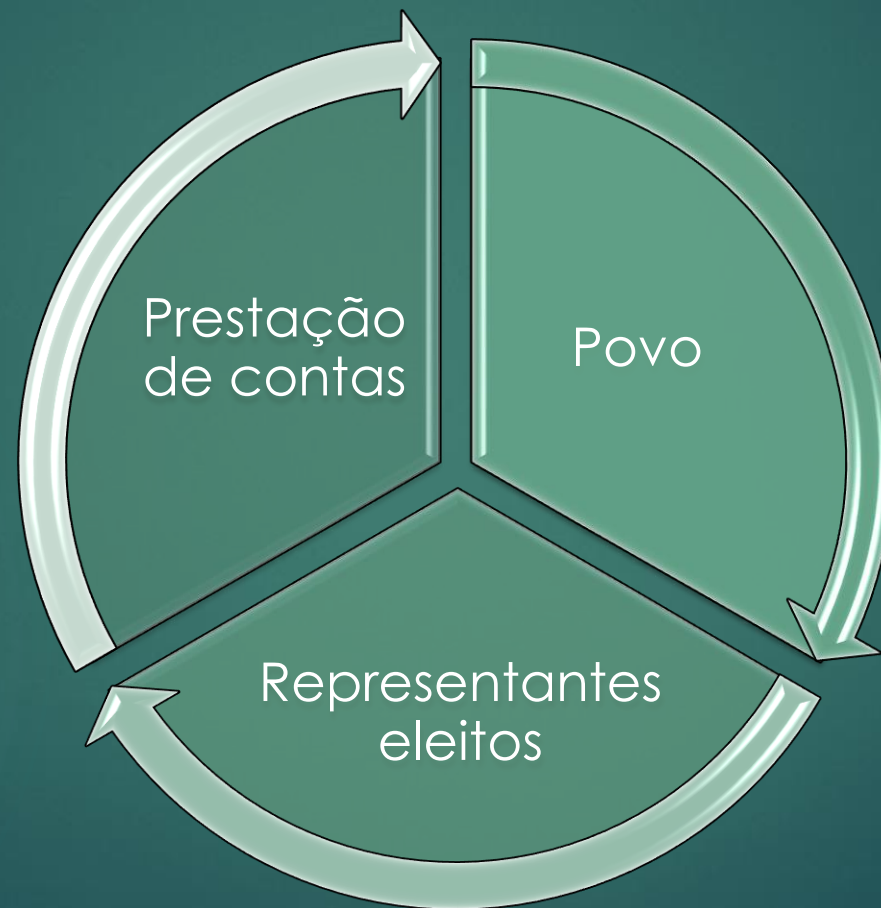 Prestação
de contas
Povo
Representantes
eleitos